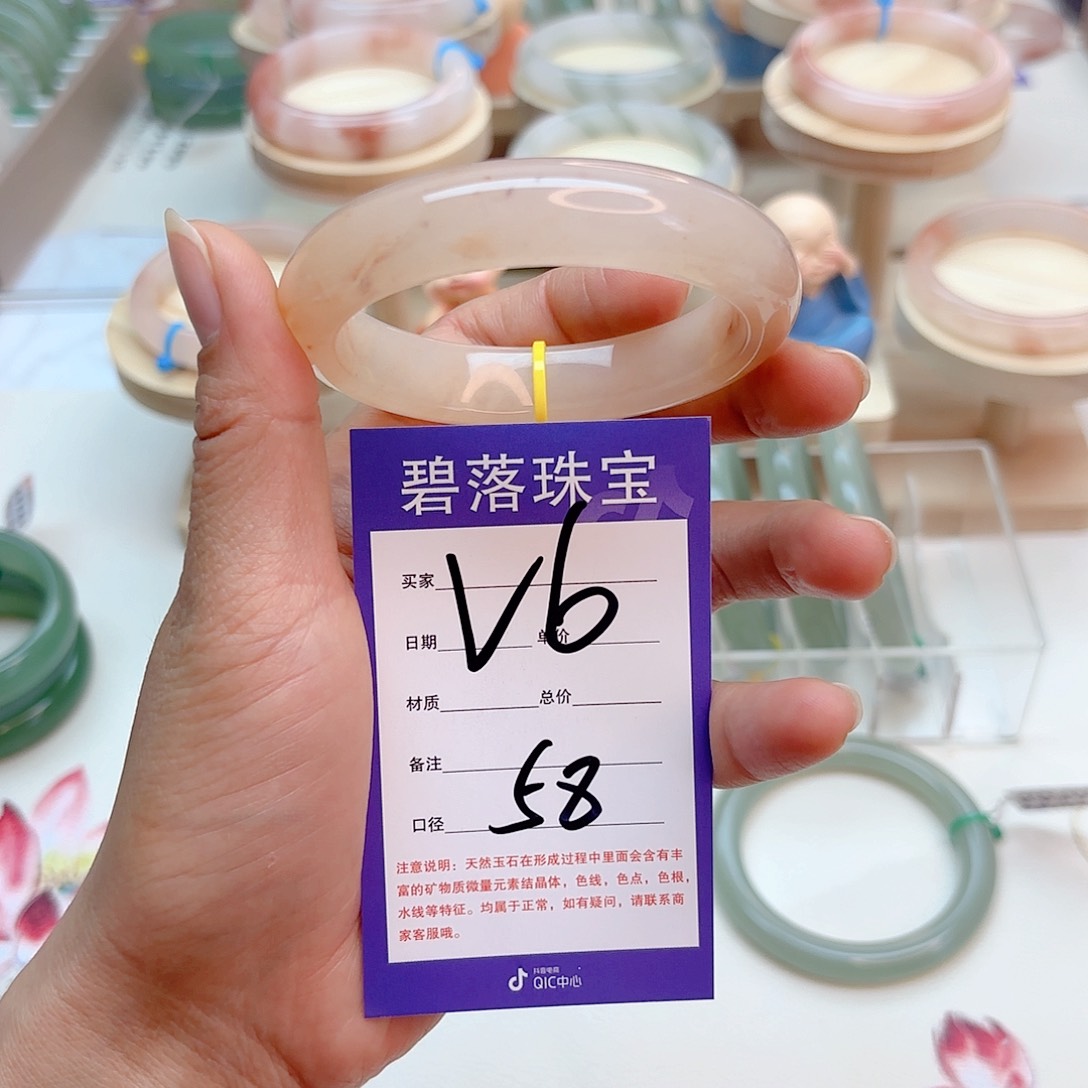 碧落珠宝
V6
买家
日期 单价
材质 总价
备注
58
口径
注意说明：天然玉石在形成过程中里面会含有丰
富的矿物质微量元素结晶体，色线，色点，色根，
水线等特征。均属于正常，如有疑问，请联系商
家客服哦。
抖音电商
QIC中心